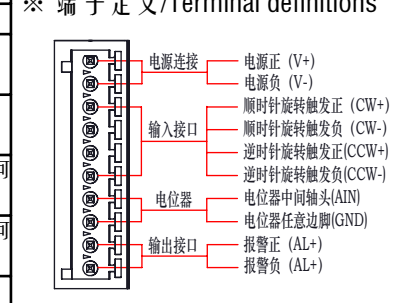 ※ 端子定义/Terminal definitions
电源连接
电源正 (V+)
电源负 (V-)
输入接口
顺时针旋转触发正 (CW+)
顺时针旋转触发负 (CW-)
逆时针旋转触发正(CCW+)
逆时针旋转触发负(CCW-)
电位器
电位器中间轴头(AIN)
电位器任意边脚(GND)
输出接口
报警正 (AL+)
报警负 (AL+)